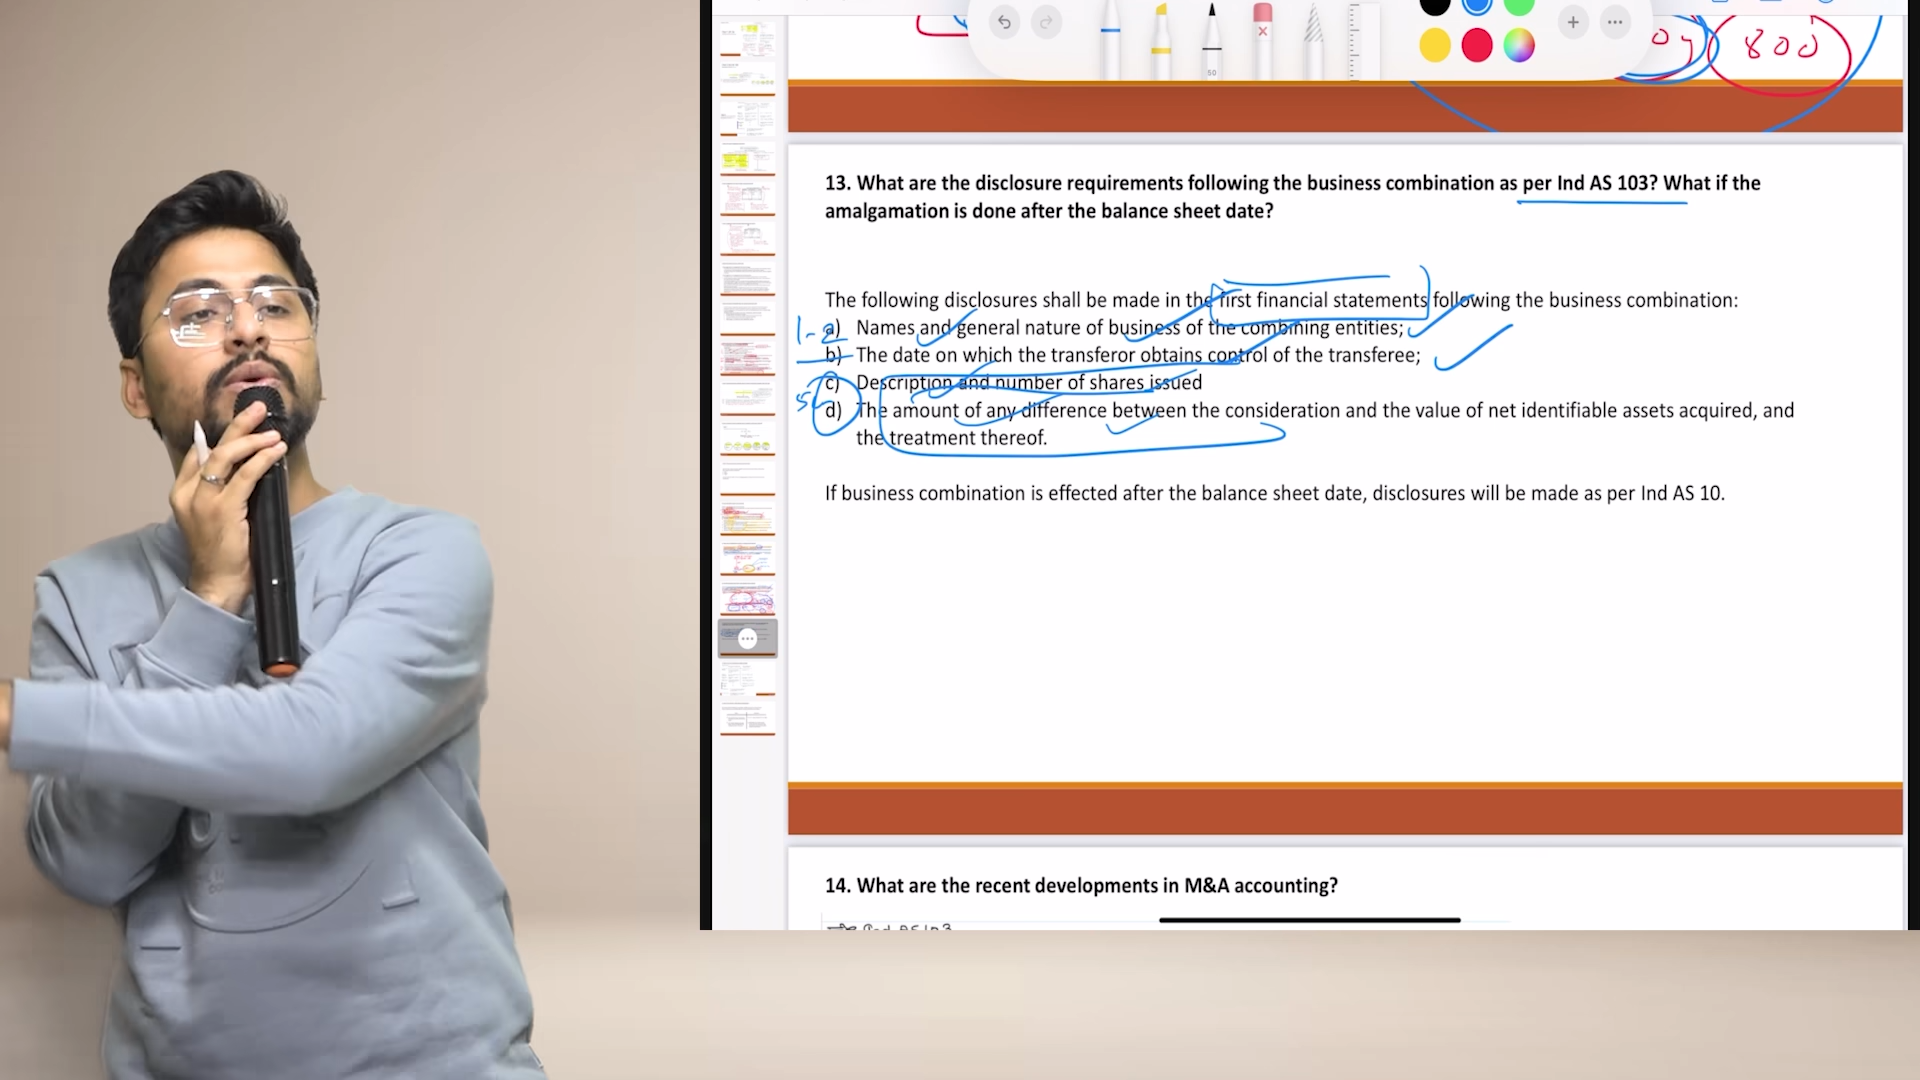 50
800
13. What are the disclosure requirements following the business combination as per Ind AS 103? What if the
amalgamation is done after the balance sheet date?
The following disclosures shall be made in the first financial statements following the business combination:
1-2
a) Names and general nature of business of the combining entities;
b) The date on which the transferor obtains control of the transferee;
c) Description and number of shares issued
d) The amount of any difference between the consideration and the value of net identifiable assets acquired, and
the treatment thereof.
If business combination is effected after the balance sheet date, disclosures will be made as per Ind AS 10.
14. What are the recent developments in M&A accounting?